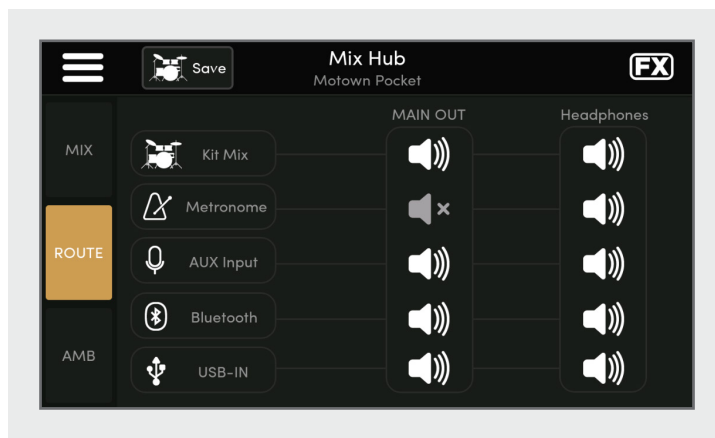 Save
Mix Hub
Motown Pocket
FX
MAIN OUT
Headphones
MIX
Kit Mix
Metronome
ROUTE
AUX Input
Bluetooth
AMB
USB-IN